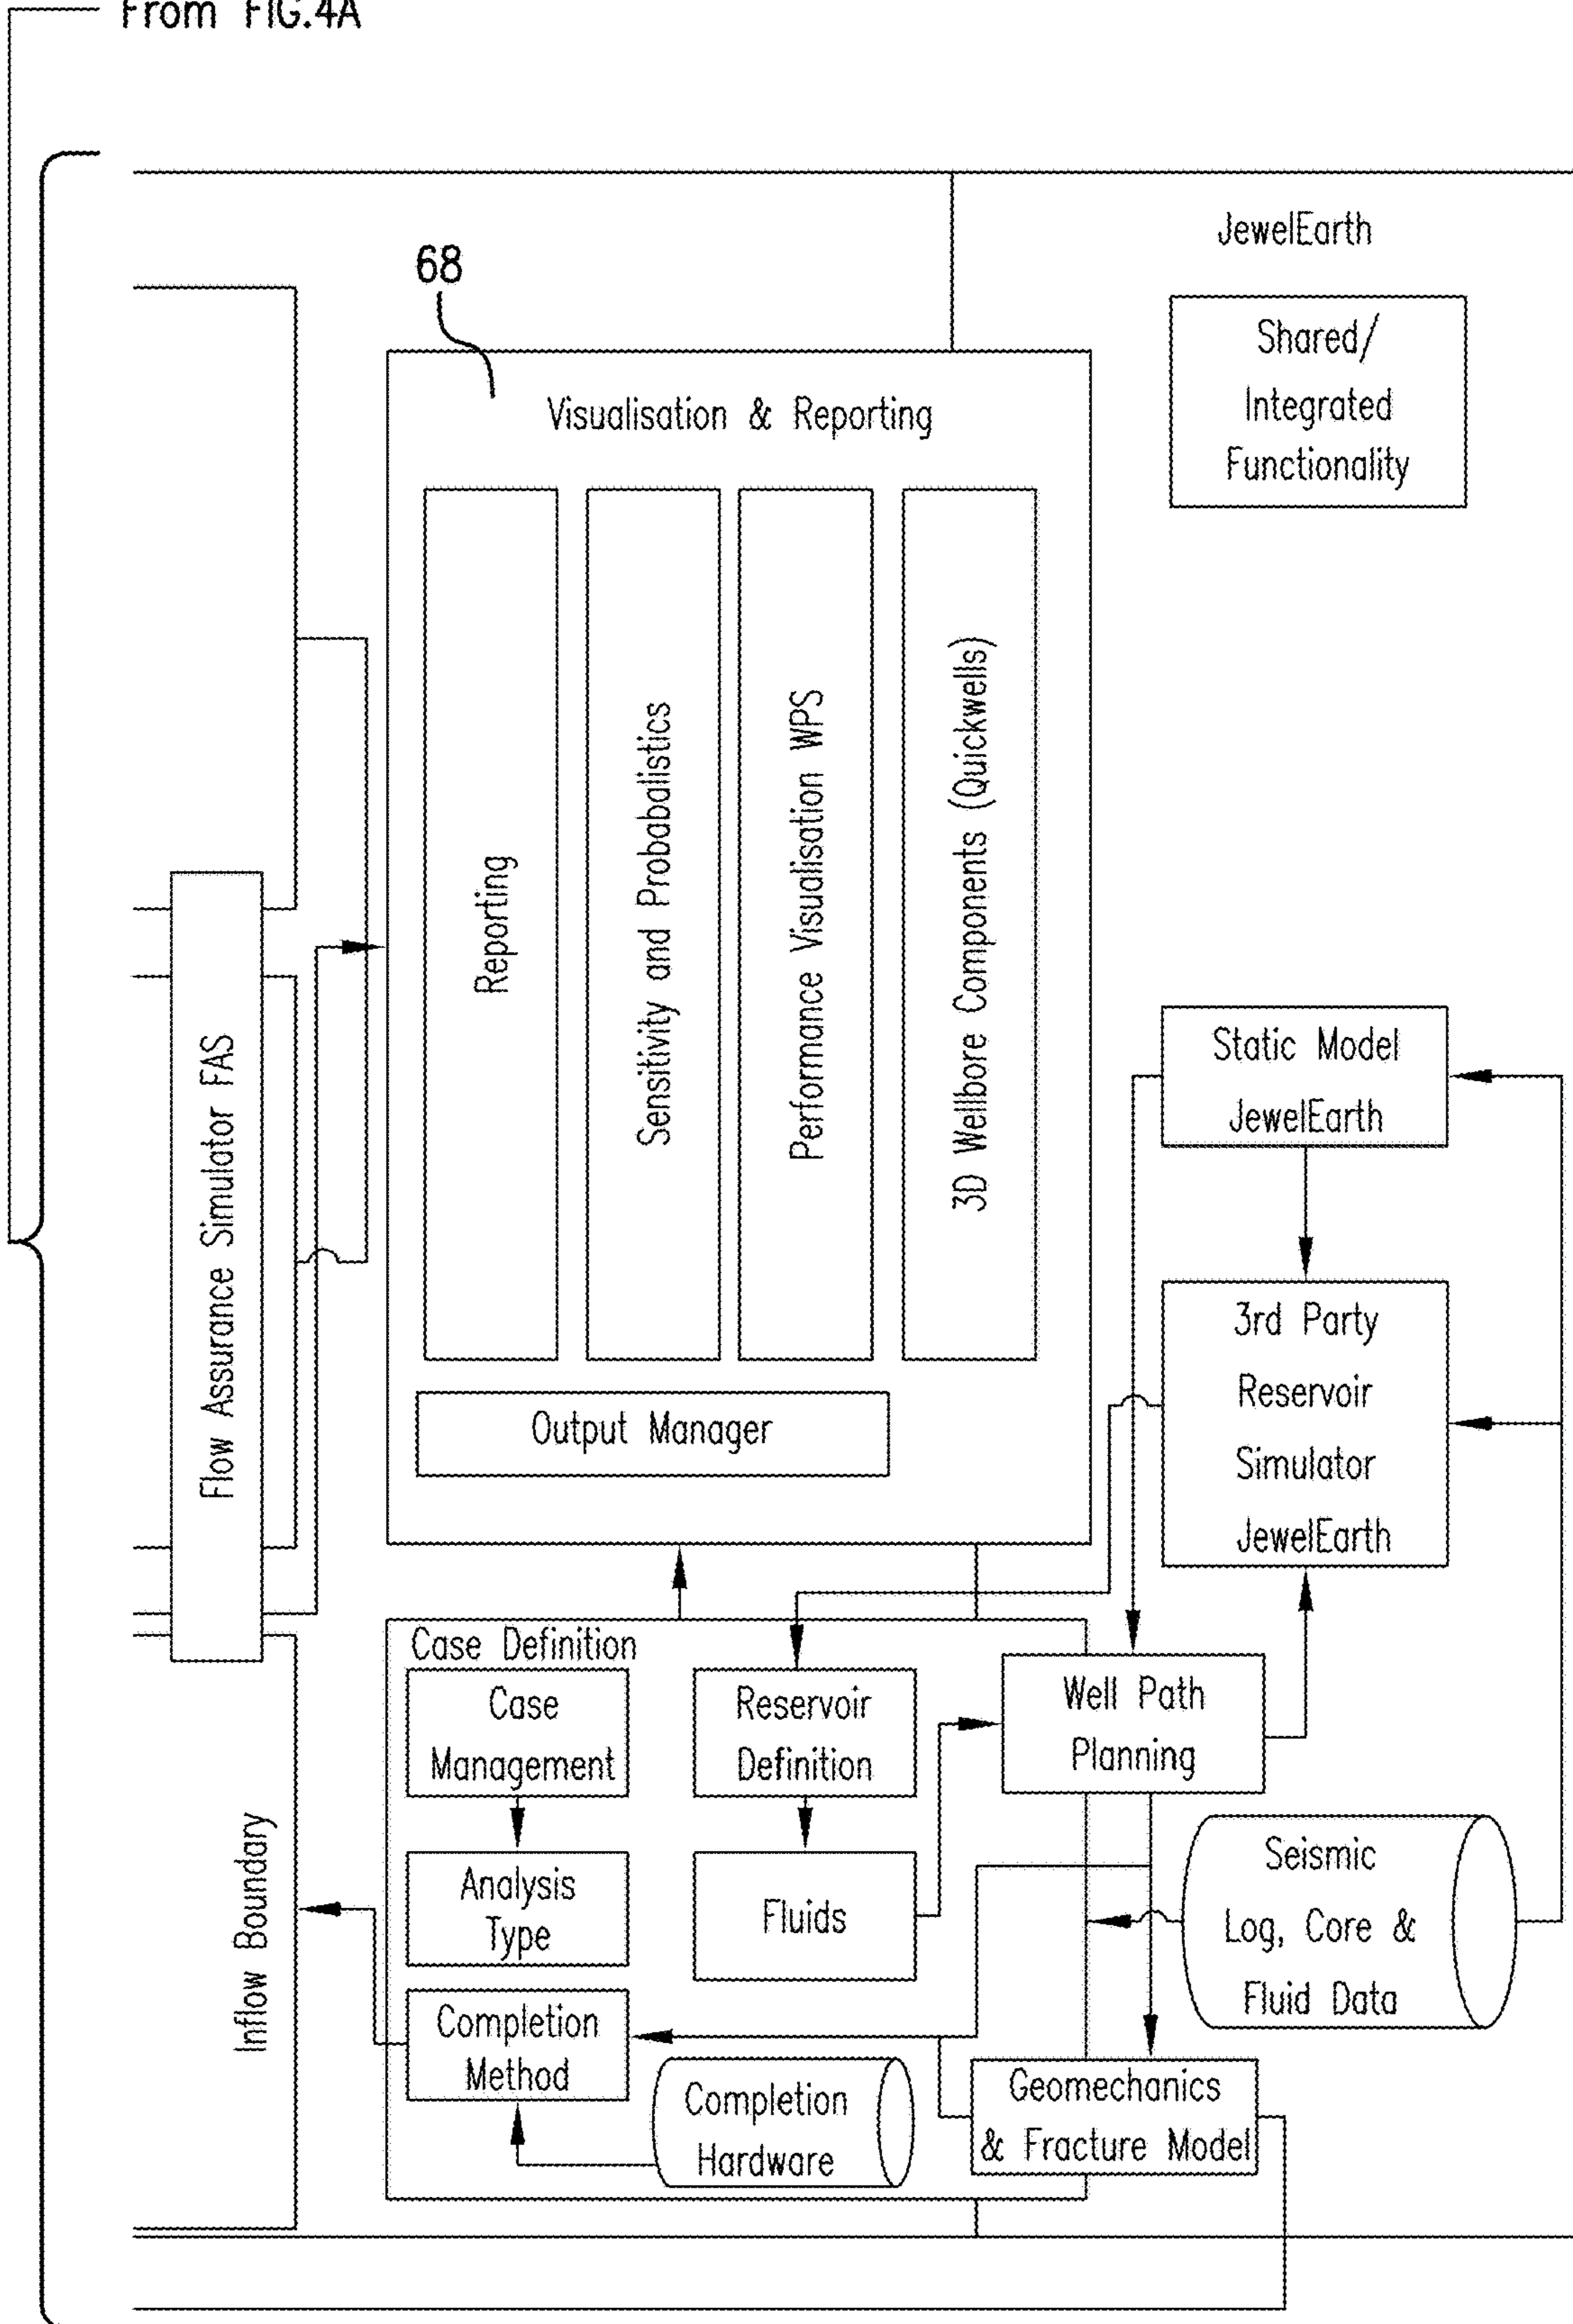 From FIG.4A
JewelEarth
68
Shared/
Integrated
Functionality
Visualisation & Reporting
Reporting
Sensitivity and Probabalistics
Performance Visualisation WPS
3D Wellbore Components (Quickwells)
Output Manager
Flow Assurance Simulator FAS
Static Model
JewelEarth
3rd Party
Reservoir
Simulator
JewelEarth
Case Definition
Case
Management
Reservoir
Definition
Well Path
Planning
Analysis
Type
Fluids
Seismic
Log, Core &
Fluid Data
Inflow Boundary
Completion
Method
Completion
Hardware
Geomechanics
& Fracture Model